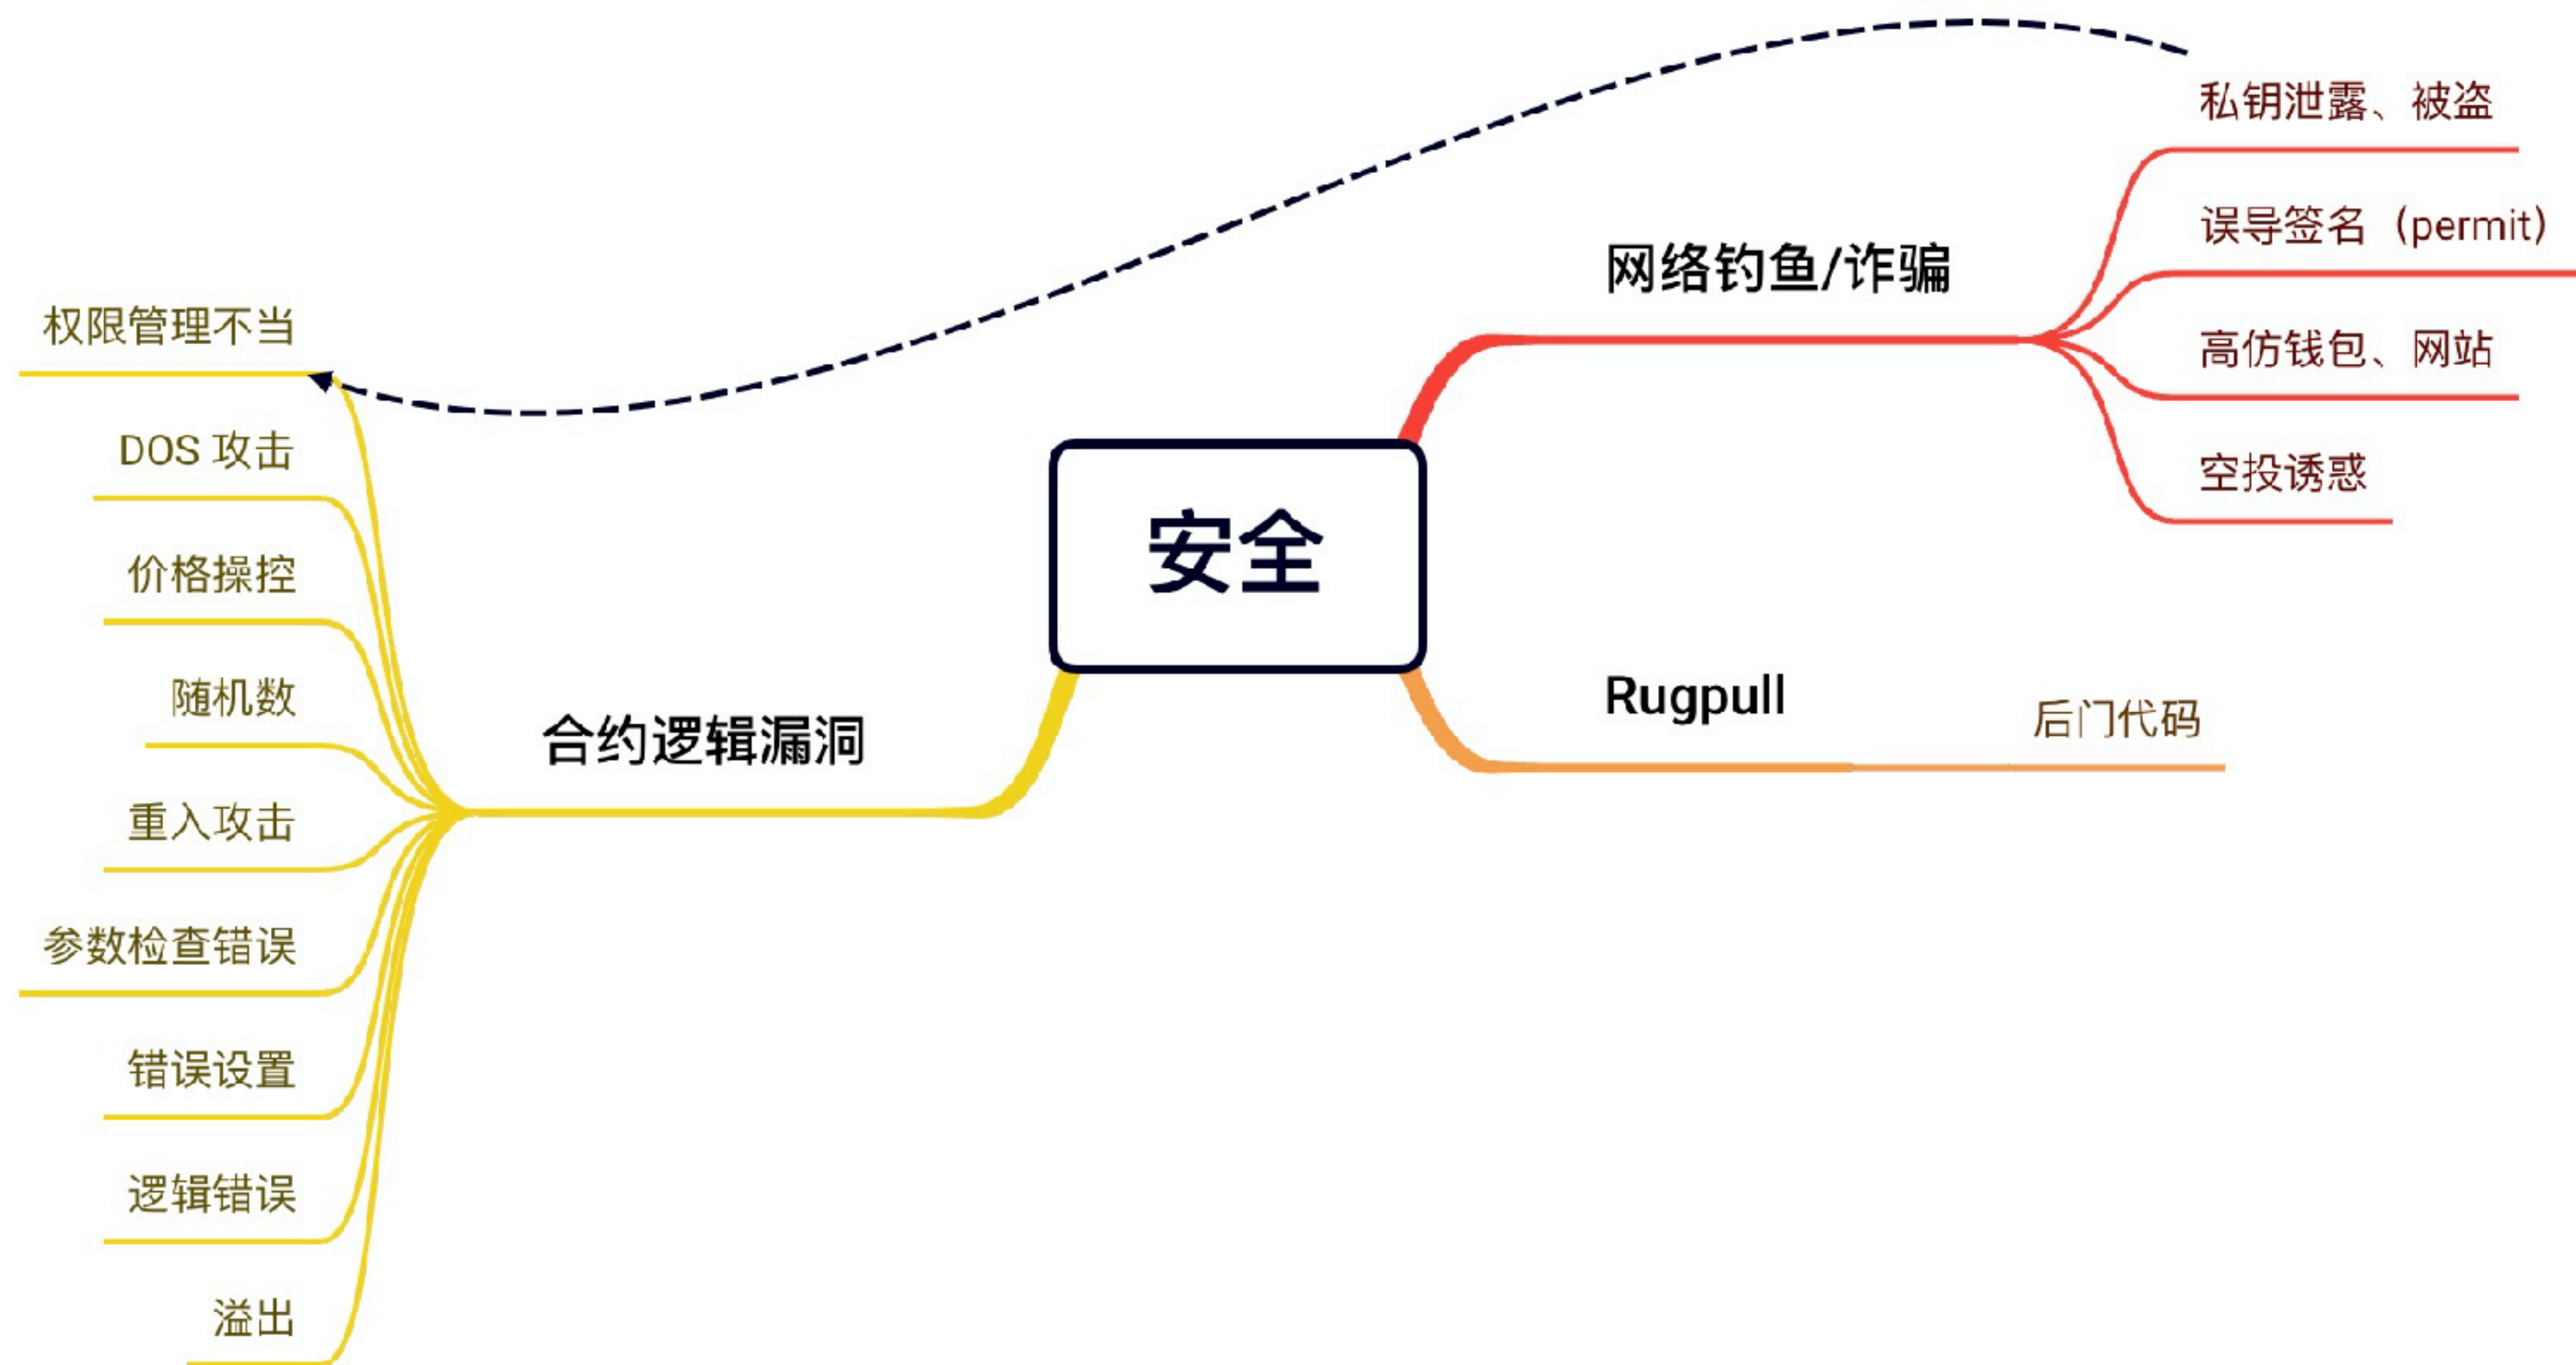 安全
网络钓鱼/诈骗
私钥泄露、被盗
误导签名（permit）
高仿钱包、网站
空投诱惑
Rugpull
后门代码
合约逻辑漏洞
权限管理不当
DOS 攻击
价格操控
随机数
重入攻击
参数检查错误
错误设置
逻辑错误
溢出